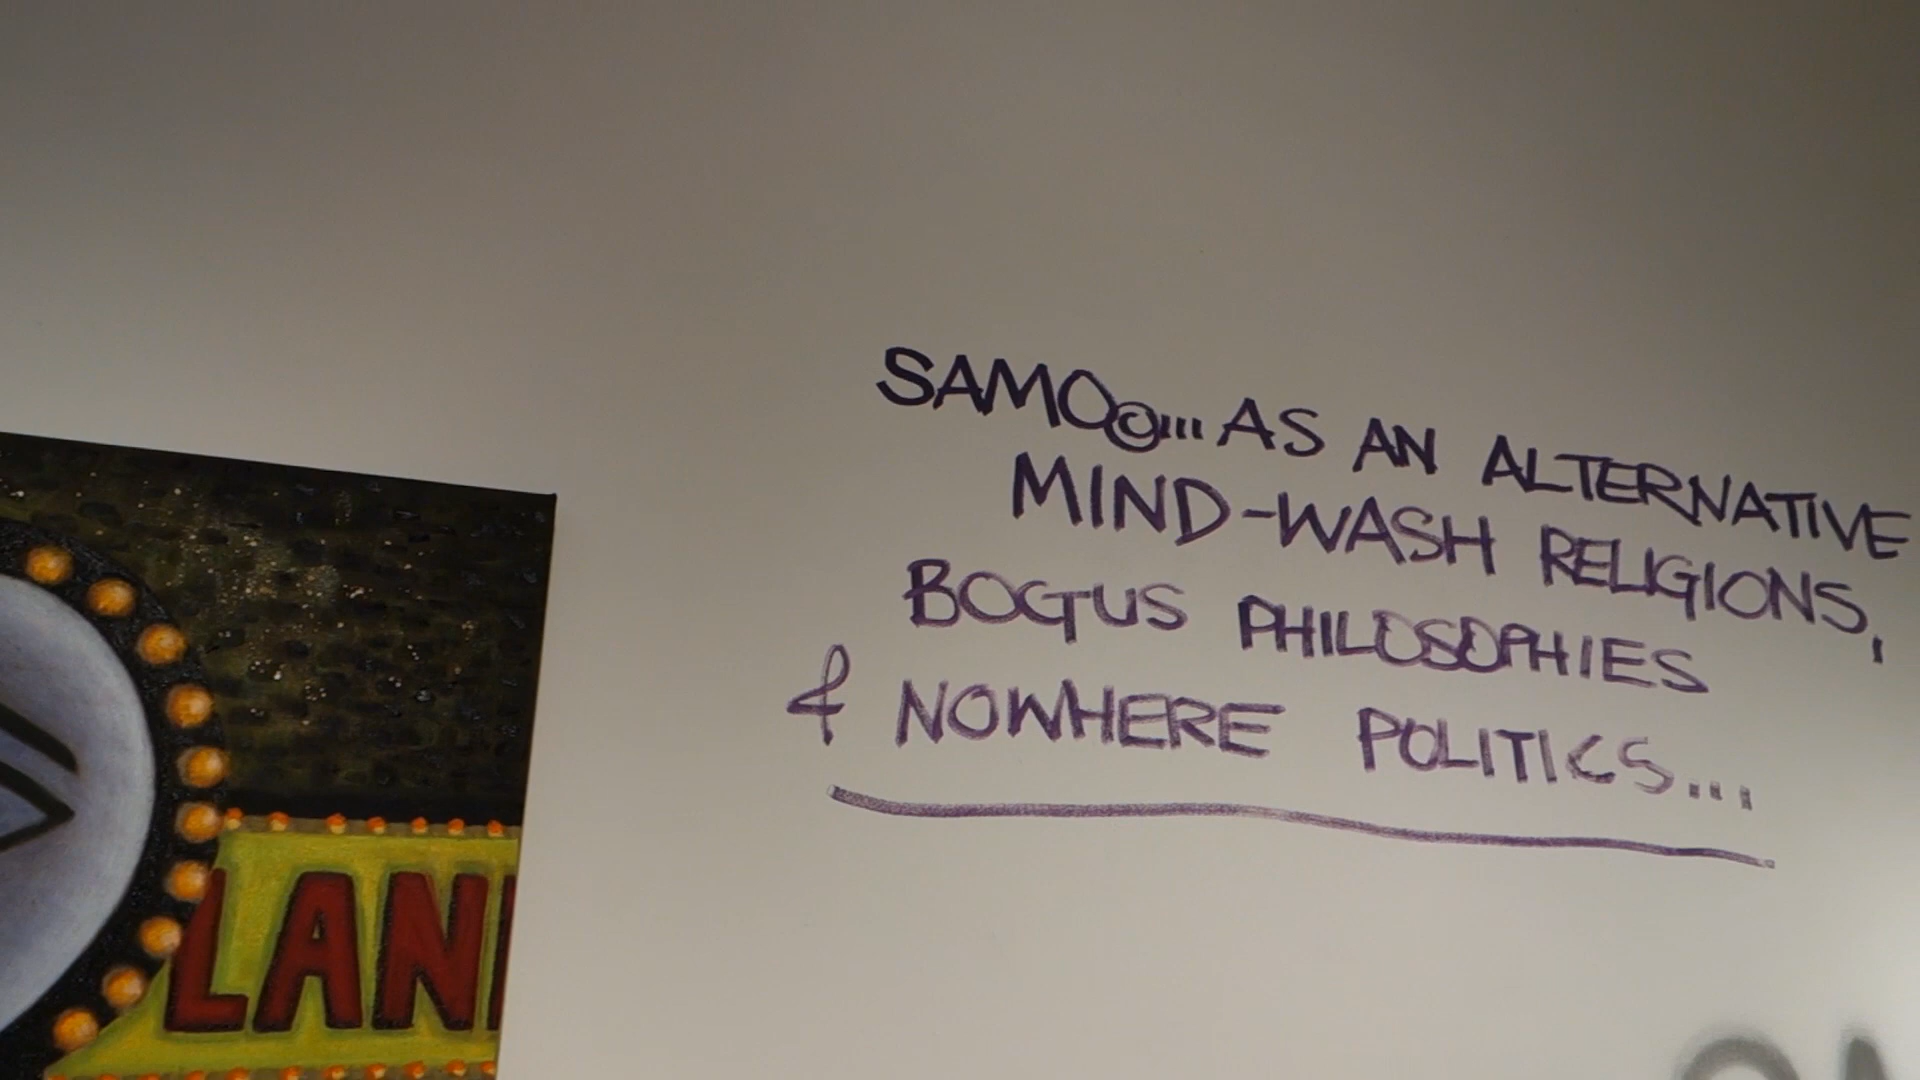 SAMO©... AS AN ALTERNATIVE
MIND-WASH RELIGIONS,
BOGUS PHILOSOPHIES
& NOWHERE POLITICS...
LAN